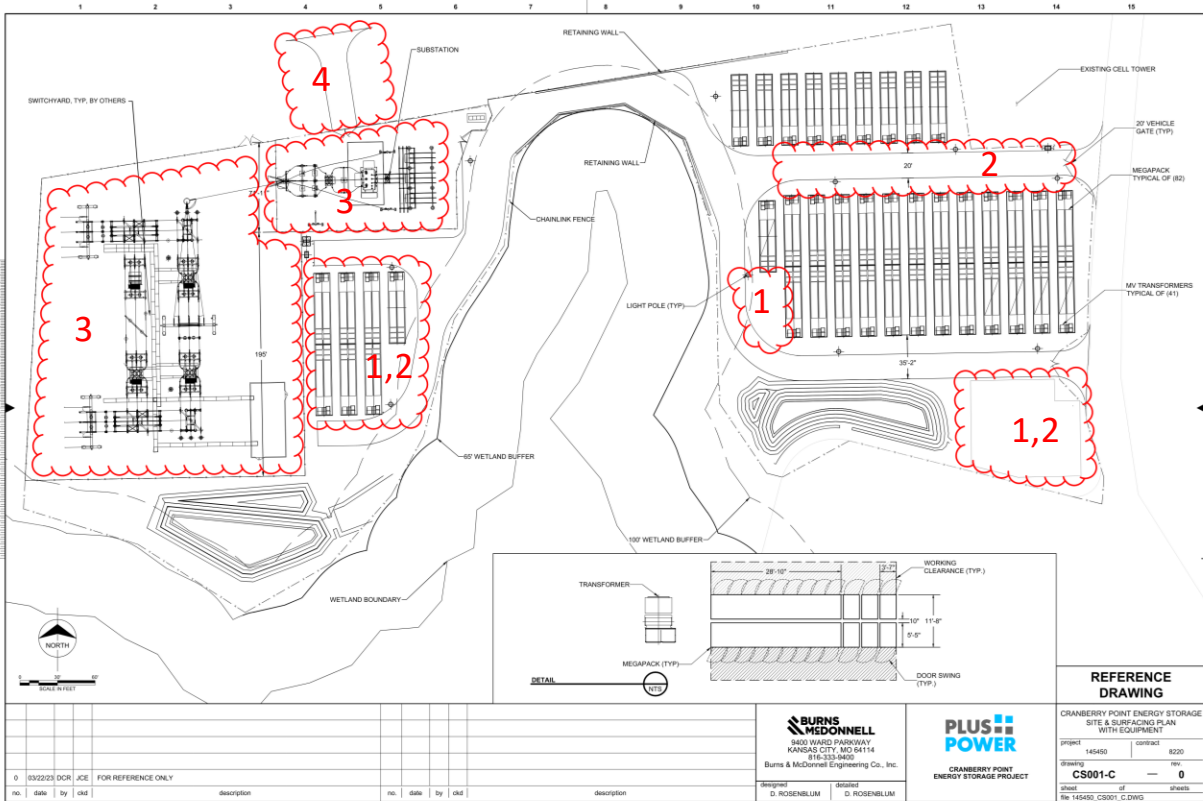 1 2 3 4 5 6 7 8 9 10 11 12 13 14 15
RETAINING WALL
4
SUBSTATION
EXISTING CELL TOWER
SWITCHYARD, TYP, BY OTHERS
20' VEHICLE
GATE (TYP)
RETAINING WALL
2
20'
MEGAPACK
TYPICAL OF (82)
3
CHAINLINK FENCE
LIGHT POLE (TYP)
1
MV TRANSFORMERS
TYPICAL OF (41)
3
195'
1,2
35'-2"
1,2
65' WETLAND BUFFER
100' WETLAND BUFFER
WETLAND BOUNDARY
NORTH
SCALE IN FEET
TRANSFORMER
28'-10"
3'-7"
WORKING
CLEARANCE (TYP.)
10"
11'-8"
5'-5"
MEGAPACK (TYP)
DOOR SWING
(TYP.)
DETAIL
NTS
REFERENCE
DRAWING
0 03/22/23 DCR JCE FOR REFERENCE ONLY
no. date by ckd description no. date by ckd description
BURNS
MCDONNELL
9400 WARD PARKWAY
KANSAS CITY, MO 64114
816-333-9400
Burns & McDonnell Engineering Co., Inc.
designed detailed
D. ROSENBLUM D. ROSENBLUM
PLUS
POWER
CRANBERRY POINT
ENERGY STORAGE PROJECT
CRANBERRY POINT ENERGY STORAGE
SITE & SURFACING PLAN
WITH EQUIPMENT
project contract
145450 8220
drawing rev.
CS001-C — 0
sheet of sheets
file 145450_CS001_C.DWG